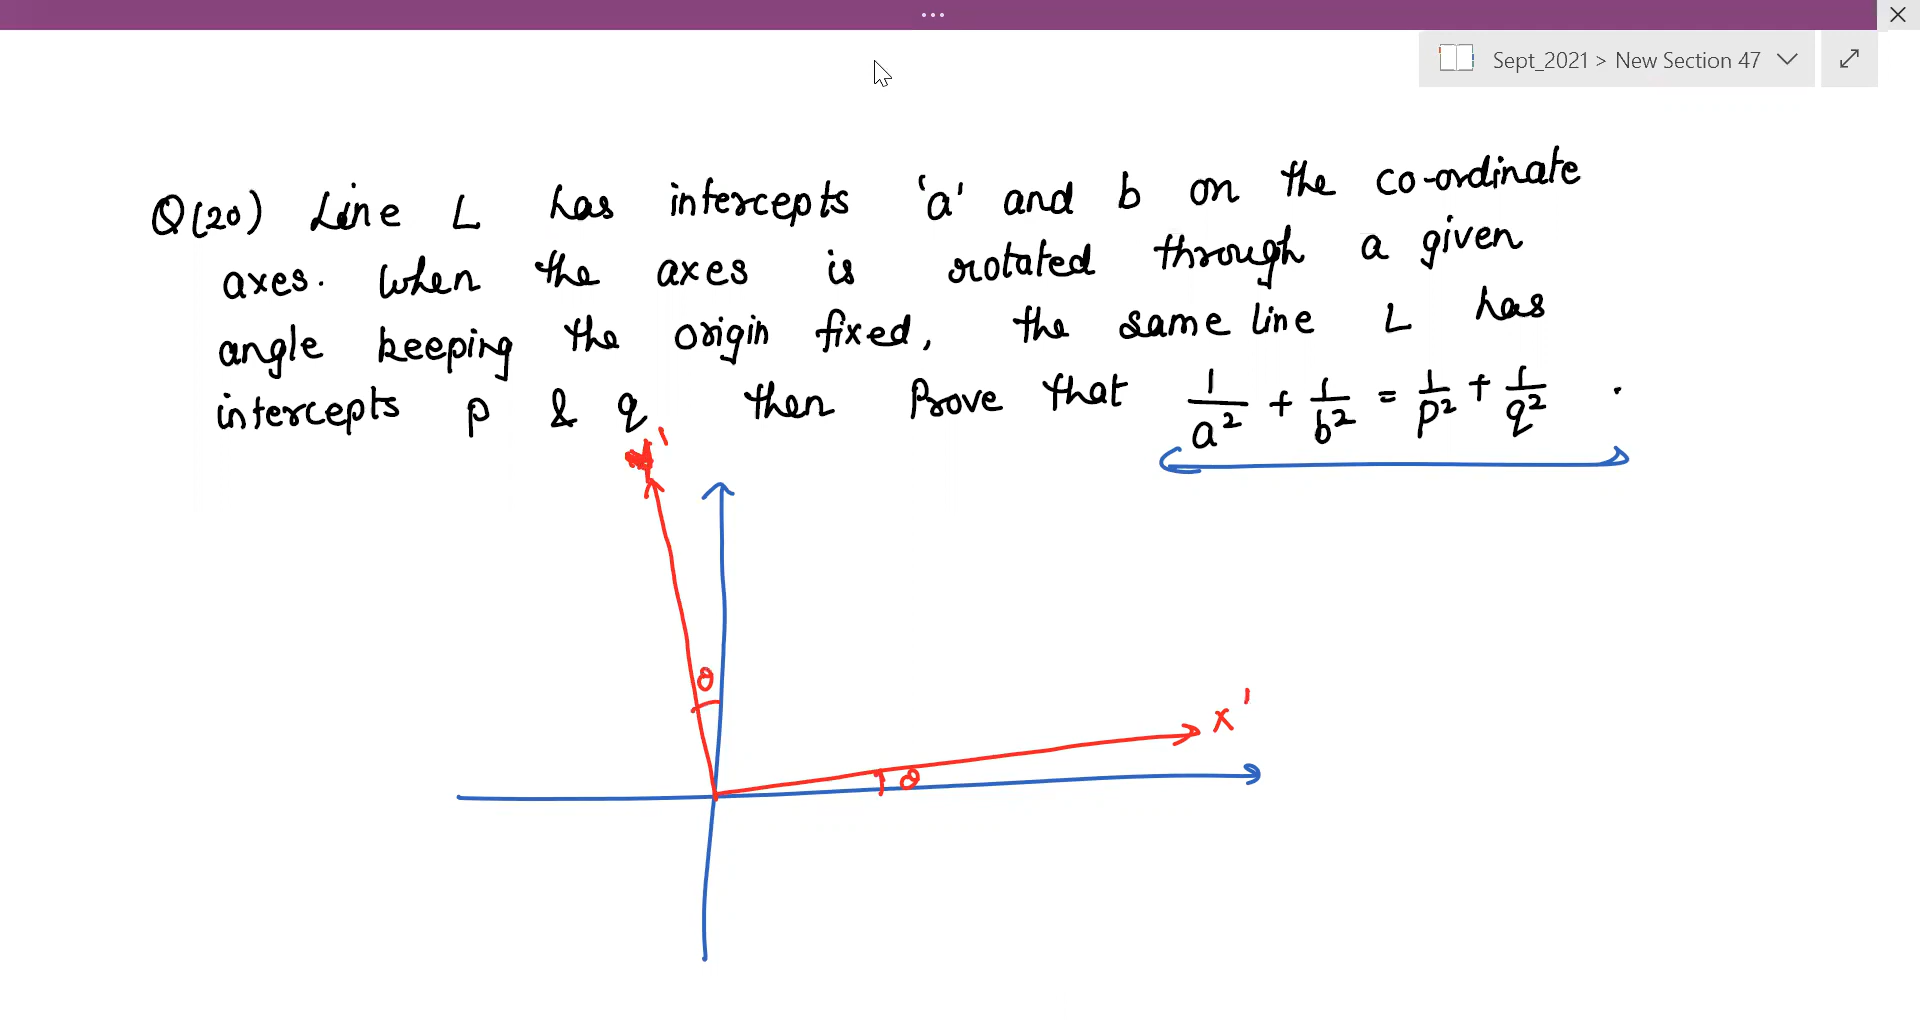 ...
Sept_2021 > New Section 47
Q(20) Line L has intercepts 'a' and b on the co-ordinate
axes. When the axes is rotated through a given
angle keeping the origin fixed, the same line L has
intercepts p & q then Prove that 1/a² + 1/b² = 1/p² + 1/q² .
θ
x'
θ